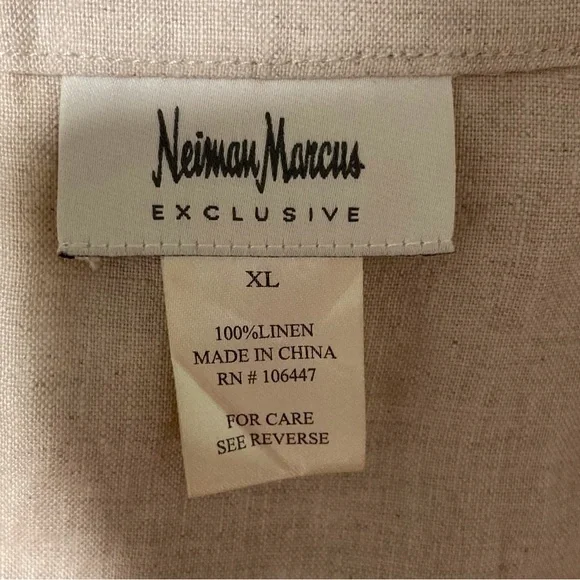 Neiman Marcus
EXCLUSIVE
XL
100%LINEN
MADE IN CHINA
RN # 106447
FOR CARE
SEE REVERSE